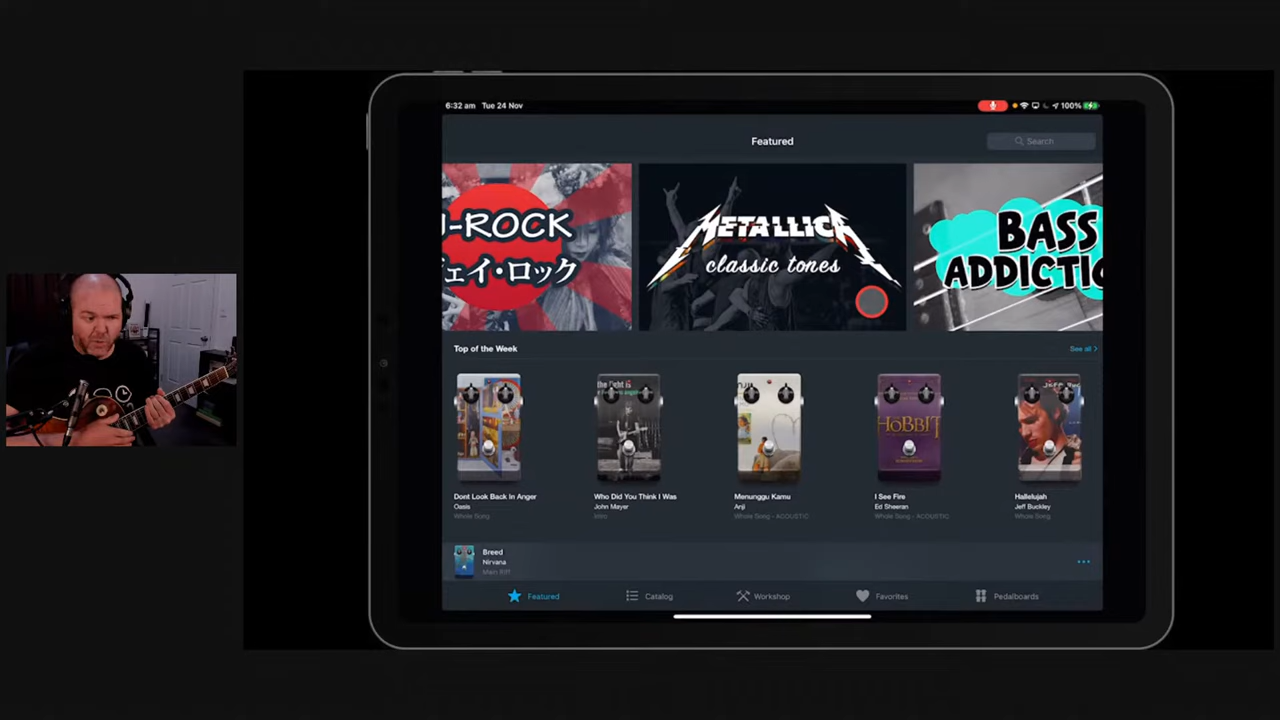 6:32 am Tue 24 Nov
100%
Featured
Search
J-ROCK
ェイ・ロック
METALLICA
classic tones
BASS
ADDICTIO
Top of the Week
See all >
HOBBIT
Dont Look Back In Anger
Oasis
Whole Song
Who Did You Think I Was
John Mayer
Intro
Menunggu Kamu
Anji
Whole Song - ACOUSTIC
I See Fire
Ed Sheeran
Whole Song - ACOUSTIC
Hallelujah
Jeff Buckley
Whole Song
Breed
Nirvana
Main Riff
Featured
Catalog
Workshop
Favorites
Pedalboards